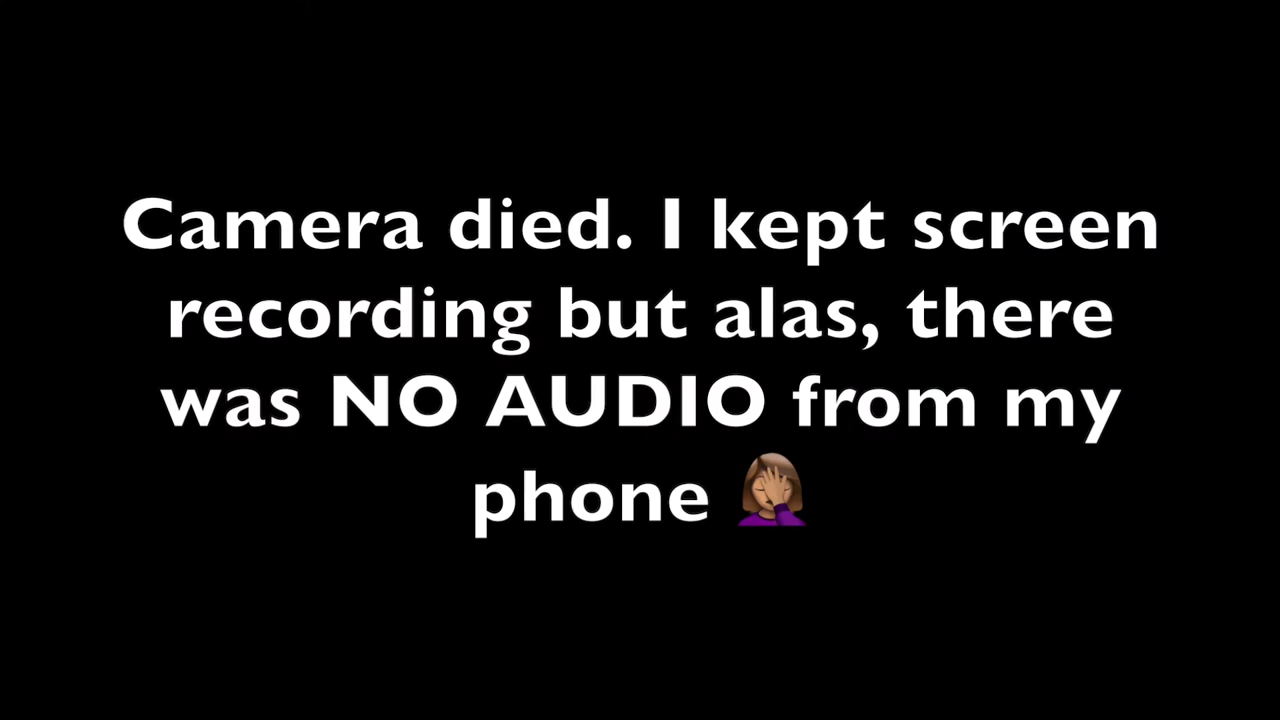 Camera died. I kept screen
recording but alas, there
was NO AUDIO from my
phone 🤦🏽‍♀️